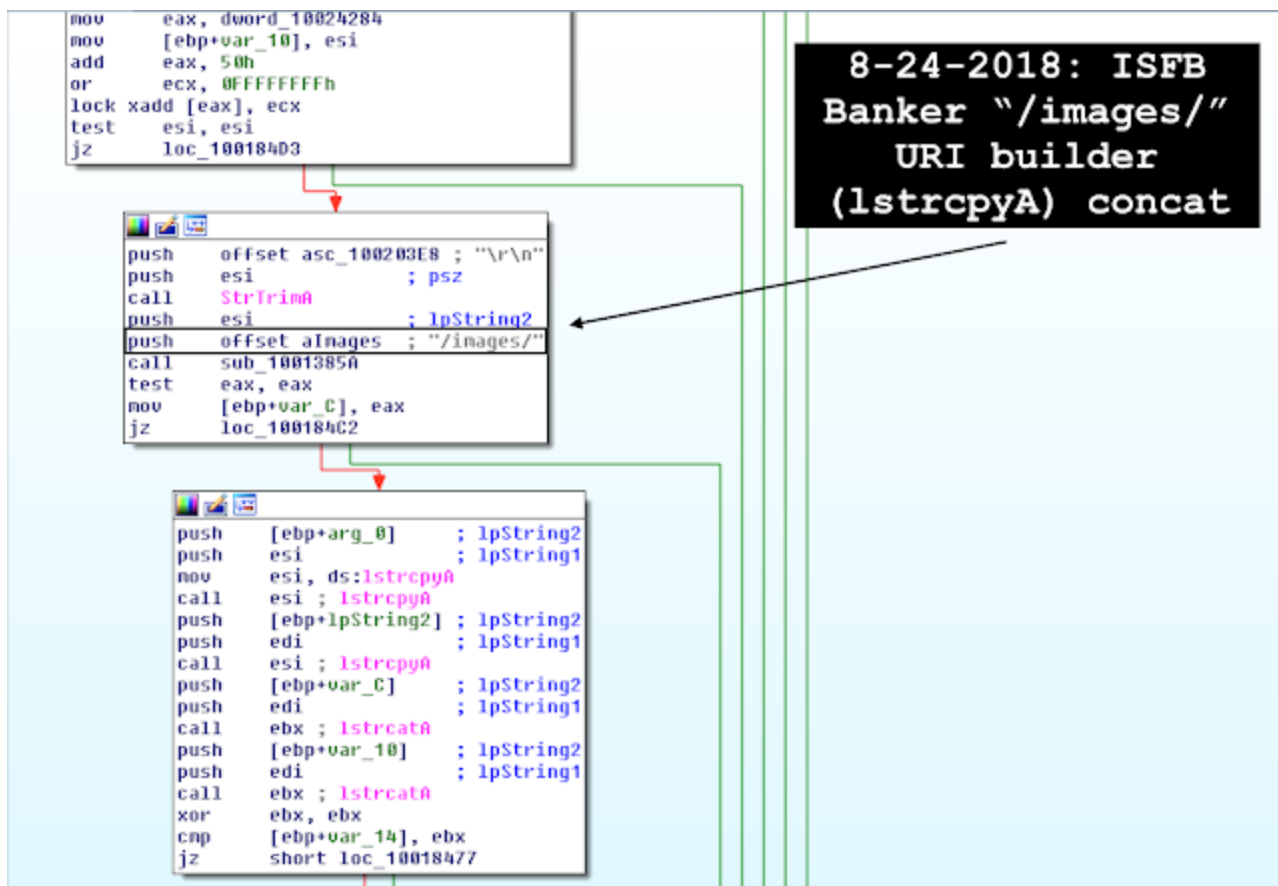 mov eax, dword_10024284
mov [ebp+var_10], esi
add eax, 50h
or ecx, 0FFFFFFFFh
lock xadd [eax], ecx
test esi, esi
jz loc_100184D3
8-24-2018: ISFB
Banker “/images/”
URI builder
(lstrcpyA) concat
push offset asc_100203E8 ; "\r\n"
push esi ; psz
call StrTrimA
push esi ; lpString2
push offset aImages ; "/images/"
call sub_1001385A
test eax, eax
mov [ebp+var_C], eax
jz loc_100184C2
push [ebp+arg_0] ; lpString2
push esi ; lpString1
mov esi, ds:lstrcpyA
call esi ; lstrcpyA
push [ebp+lpString2] ; lpString2
push edi ; lpString1
call esi ; lstrcpyA
push [ebp+var_C] ; lpString2
push edi ; lpString1
call ebx ; lstrcatA
push [ebp+var_10] ; lpString2
push edi ; lpString1
call ebx ; lstrcatA
xor ebx, ebx
cmp [ebp+var_14], ebx
jz short loc_10018477